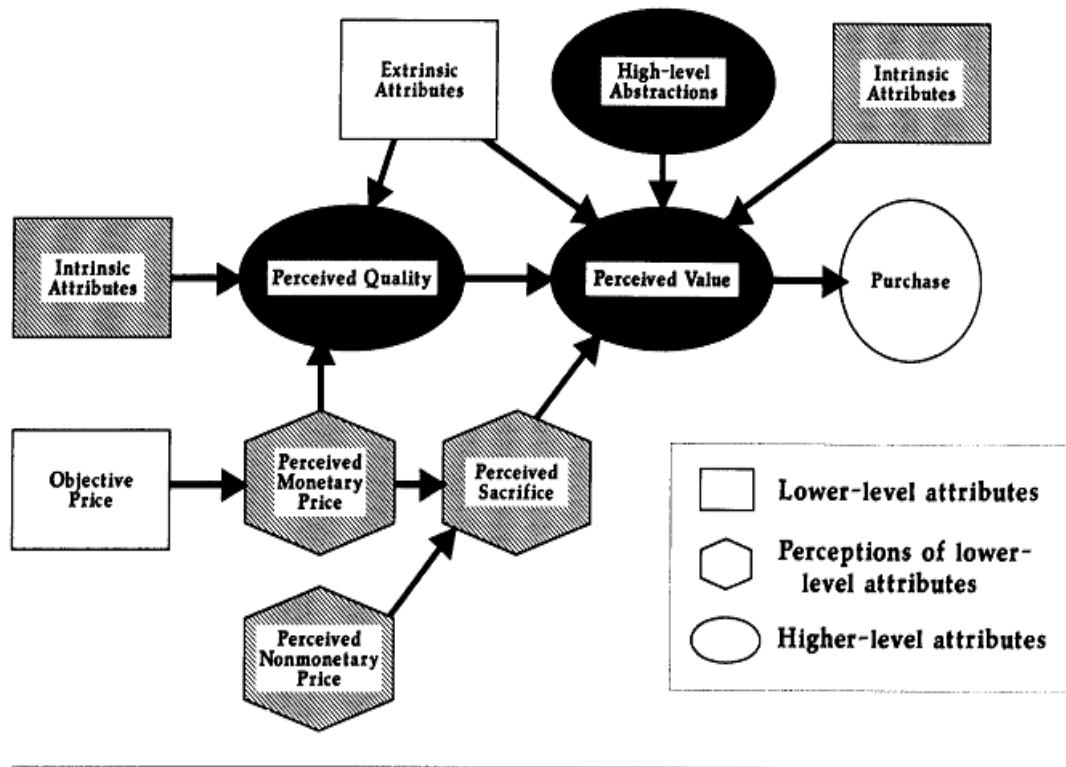 Extrinsic
Attributes
High-level
Abstractions
Intrinsic
Attributes
Intrinsic
Attributes
Perceived Quality
Perceived Value
Purchase
Objective
Price
Perceived
Monetary
Price
Perceived
Sacrifice
Perceived
Nonmonetary
Price
Lower-level attributes
Perceptions of lower-
level attributes
Higher-level attributes